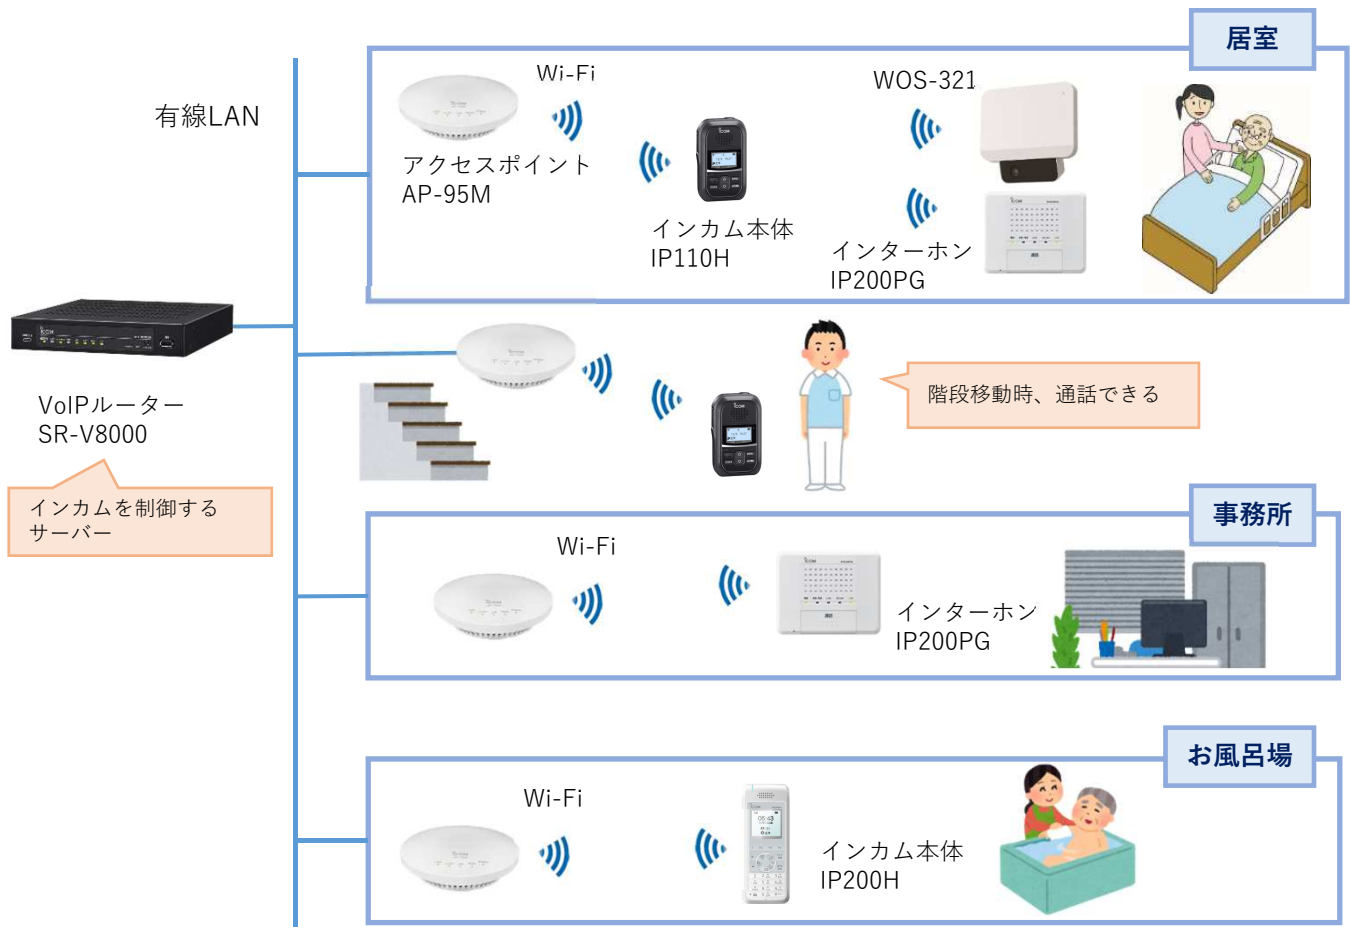 居室
有線LAN
Wi-Fi
アクセスポイント
AP-95M
インカム本体
IP110H
WOS-321
インターホン
IP200PG
VoIPルーター
SR-V8000
インカムを制御する
サーバー
階段移動時、通話できる
事務所
Wi-Fi
インターホン
IP200PG
お風呂場
Wi-Fi
インカム本体
IP200H